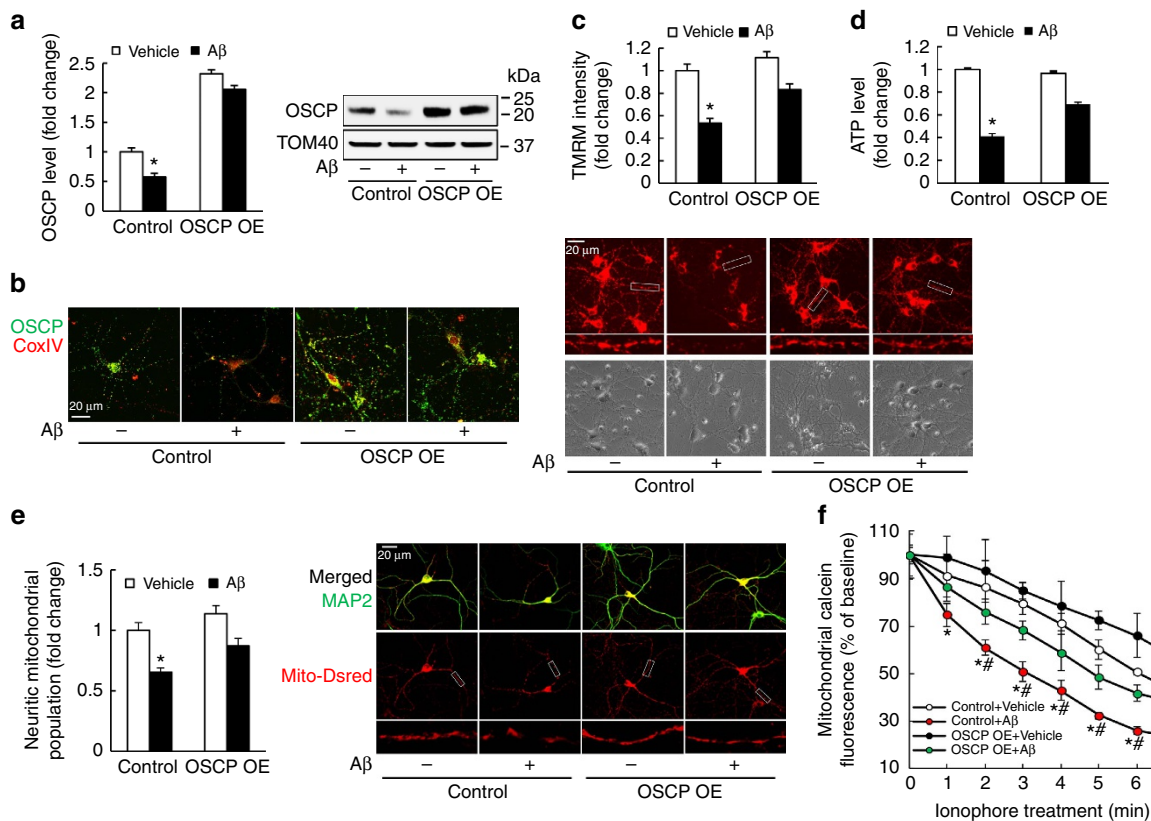 a
Vehicle Aβ
OSCP level (fold change)
2.5
2
1.5
1
0.5
0
Control OSCP OE
kDa
OSCP
25
20
TOM40
37
Aβ − + − +
Control OSCP OE
c
Vehicle Aβ
TMRM intensity
(fold change)
1.2
1
0.8
0.6
0.4
0.2
0
*
Control OSCP OE
d
Vehicle Aβ
ATP level
(fold change)
1.2
1
0.8
0.6
0.4
0.2
0
*
Control OSCP OE
*
20 μm
Aβ − + − +
Control OSCP OE
b
OSCP
CoxIV
20 μm
Aβ − + − +
Control OSCP OE
e
Neuritic mitochondrial
population (fold change)
1.5
1
0.5
0
Vehicle Aβ
*
Control OSCP OE
20 μm
Merged
MAP2
Mito-Dsred
Aβ − + − +
Control OSCP OE
f
Mitochondrial calcein
fluorescence (% of baseline)
110
90
70
50
30
10
*
*#
*#
*#
*#
*#
Control+Vehicle
Control+Aβ
OSCP OE+Vehicle
OSCP OE+Aβ
0 1 2 3 4 5 6
Ionophore treatment (min)